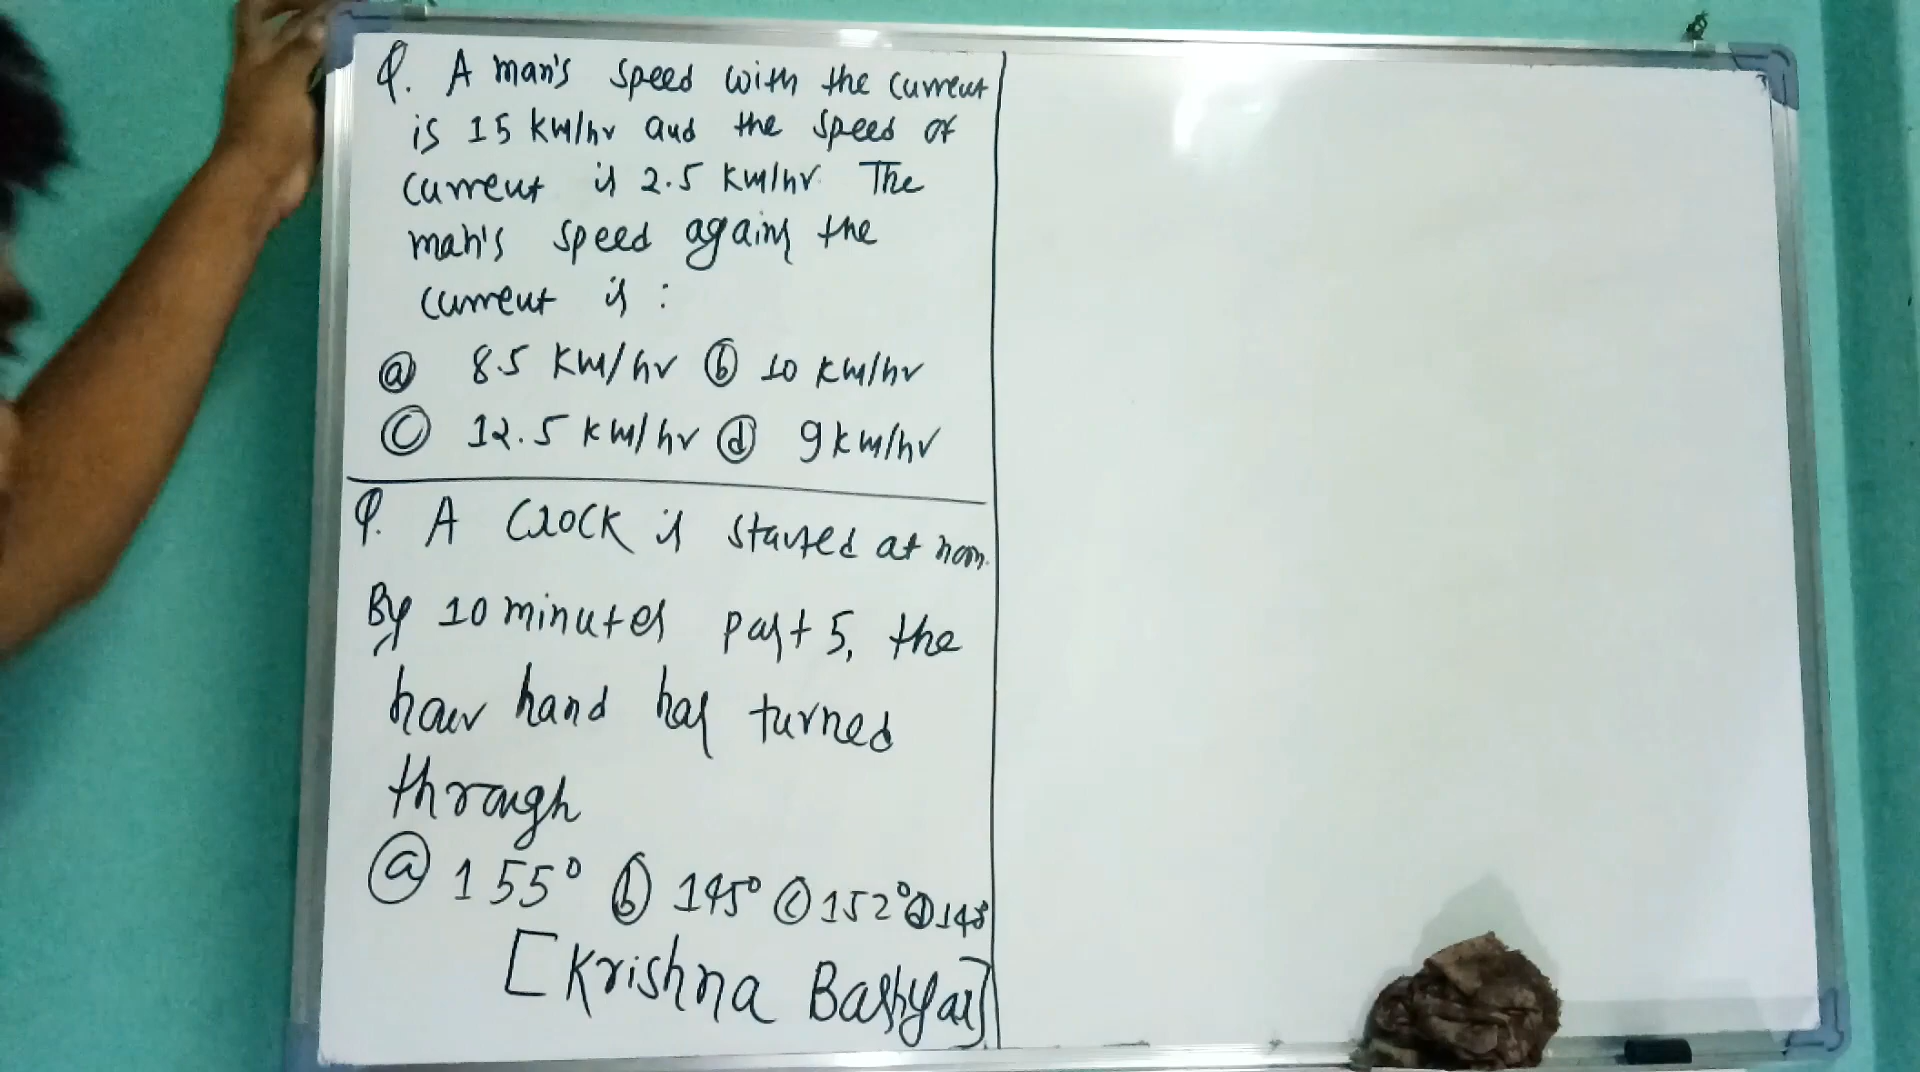 Q. A man's speed with the current
is 15 km/hr and the speed of
current is 2.5 km/hr. The
man's speed against the
current is :
(a) 8.5 km/hr (b) 10 km/hr
(c) 12.5 km/hr (d) 9 km/hr
Q. A Clock is started at noon.
By 10 minutes past 5, the
hour hand has turned
through
(a) 155° (b) 145° (c) 152° (d) 148°
[Krishna